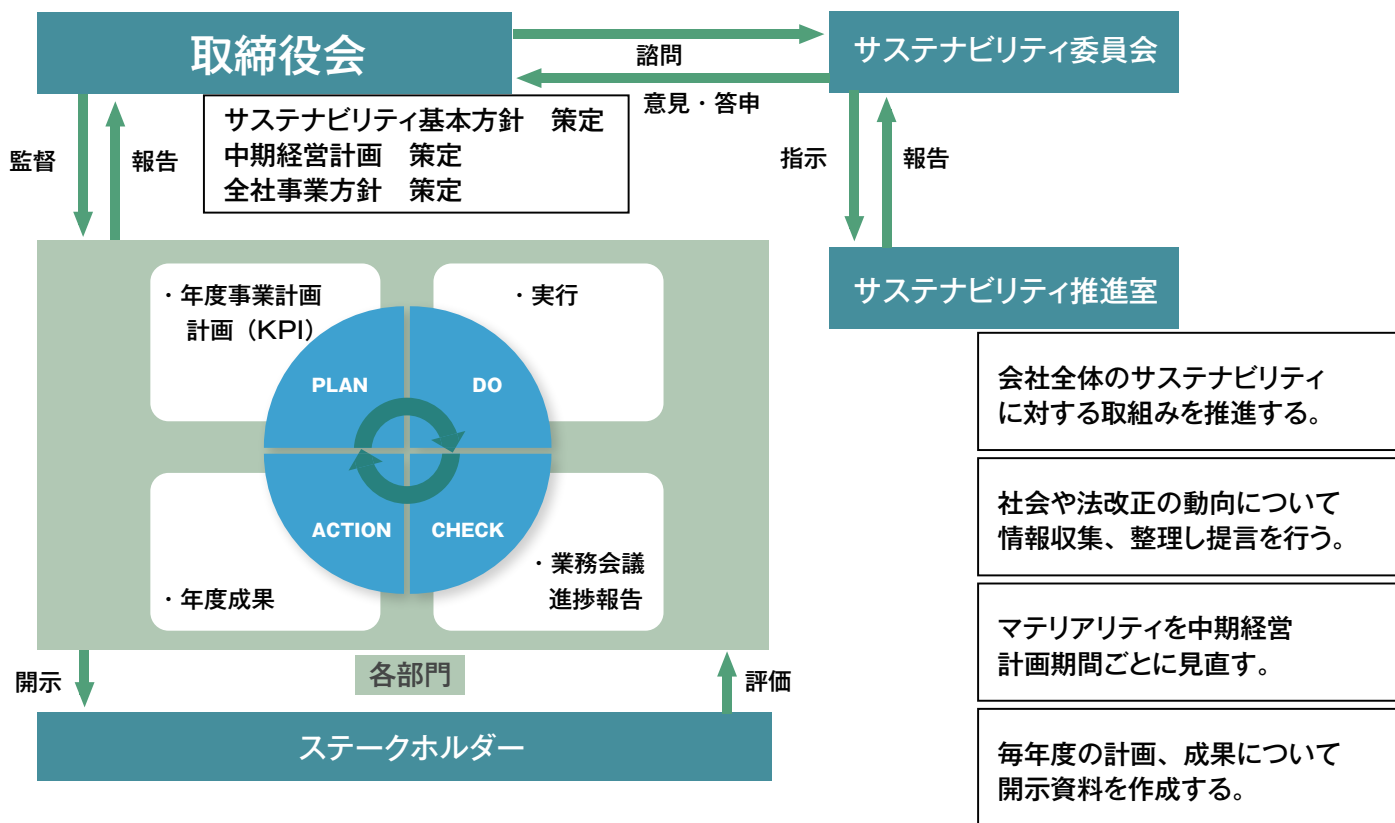 取締役会
諮問
意見・答申
サステナビリティ委員会
サステナビリティ基本方針　策定
中期経営計画　策定
全社事業方針　策定
監督
報告
指示
報告
サステナビリティ推進室
・年度事業計画
計画（KPI）
・実行
PLAN
DO
ACTION
CHECK
・年度成果
・業務会議
進捗報告
各部門
開示
評価
ステークホルダー
会社全体のサステナビリティ
に対する取組みを推進する。
社会や法改正の動向について
情報収集、整理し提言を行う。
マテリアリティを中期経営
計画期間ごとに見直す。
毎年度の計画、成果について
開示資料を作成する。